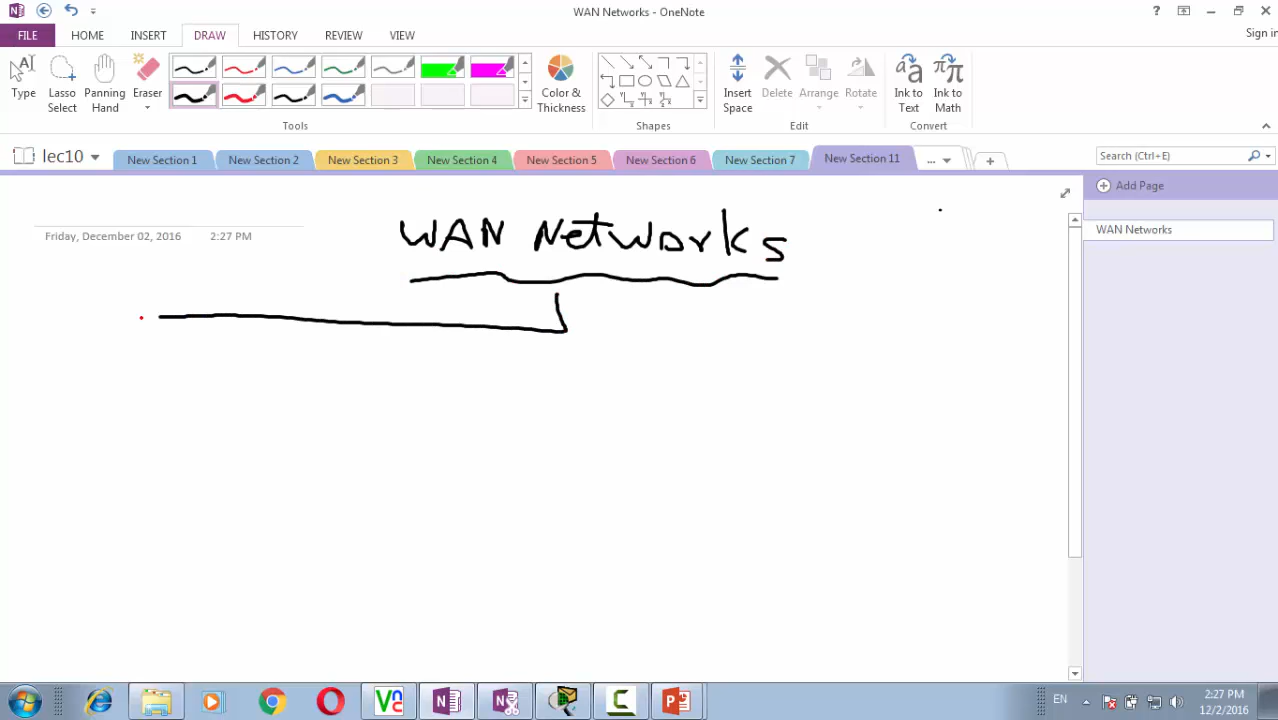 WAN Networks - OneNote
?
Sign in
FILE HOME INSERT DRAW HISTORY REVIEW VIEW
Type
Lasso Select
Panning Hand
Eraser
Color & Thickness
Insert Space
Delete
Arrange
Rotate
Ink to Text
Ink to Math
Tools
Shapes
Edit
Convert
lec10
New Section 1
New Section 2
New Section 3
New Section 4
New Section 5
New Section 6
New Section 7
New Section 11
...
Search (Ctrl+E)
Add Page
WAN Networks
WAN Networks
Friday, December 02, 2016 2:27 PM
EN
2:27 PM
12/2/2016